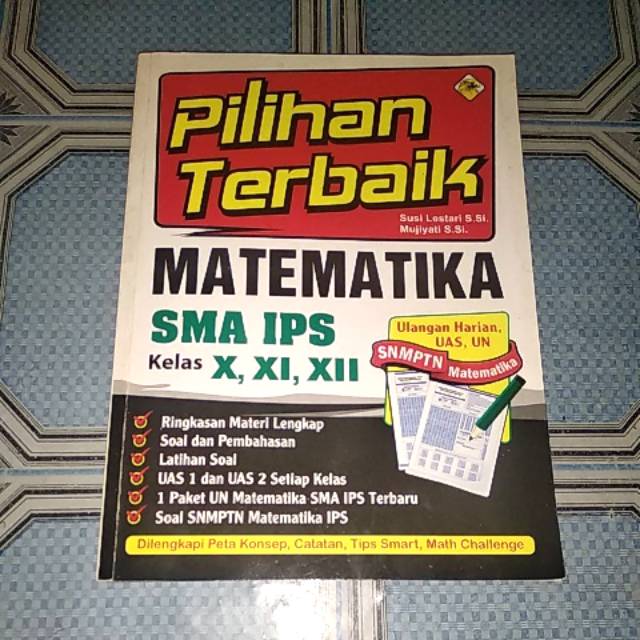 Pilihan
Terbaik
Susi Lestari S.Si.
Mujiyati S.Si.
MATEMATIKA
SMA IPS
Kelas X, XI, XII
Ulangan Harian,
UAS, UN
SNMPTN Matematika
Ringkasan Materi Lengkap
Soal dan Pembahasan
Latihan Soal
UAS 1 dan UAS 2 Setiap Kelas
1 Paket UN Matematika SMA IPS Terbaru
Soal SNMPTN Matematika IPS
Dilengkapi Peta Konsep, Catatan, Tips Smart, Math Challenge